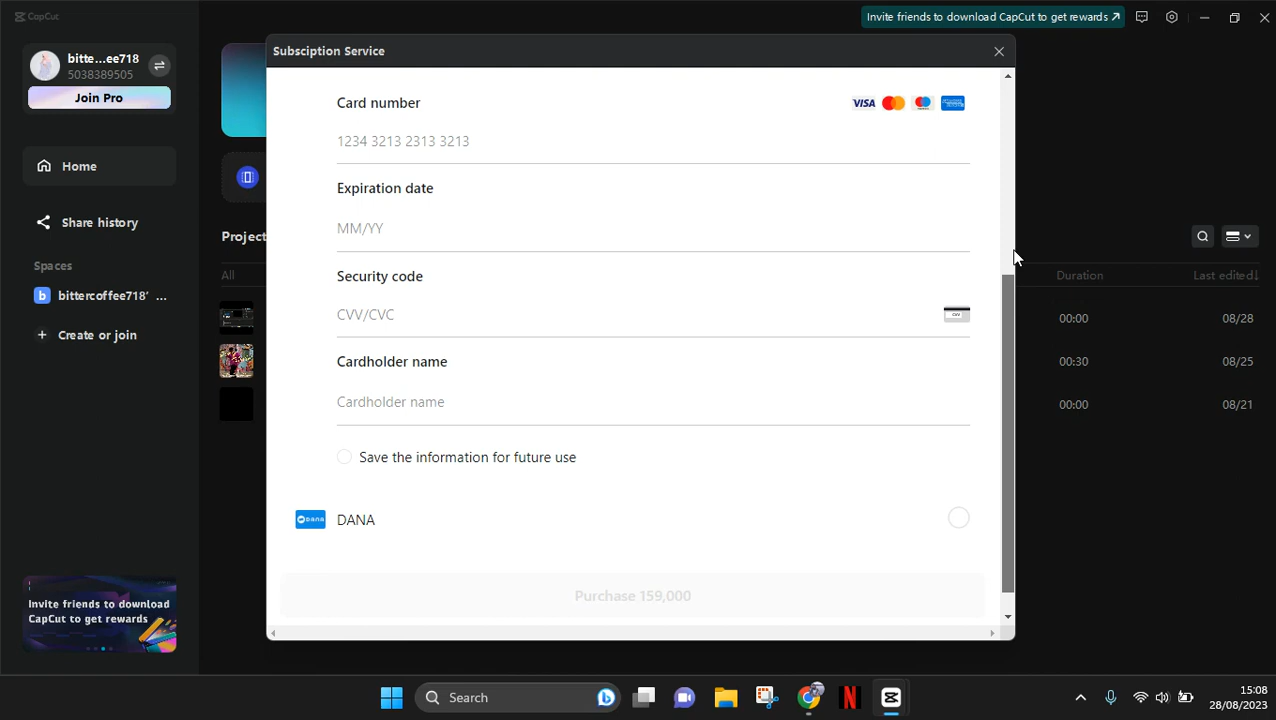 CapCut
Invite friends to download CapCut to get rewards
bitte...ee718
5038389505
Join Pro
Home
Share history
Spaces
b bittercoffee718’ ...
+ Create or join
Invite friends to download
CapCut to get rewards
Project
All
Duration
Last edited
00:00
08/28
00:30
08/25
00:00
08/21
Subsciption Service
Card number
VISA
1234 3213 2313 3213
Expiration date
MM/YY
Security code
CVV/CVC
CVV
Cardholder name
Cardholder name
Save the information for future use
DANA
DANA
Purchase 159,000
Search
b
N
15:08
28/08/2023